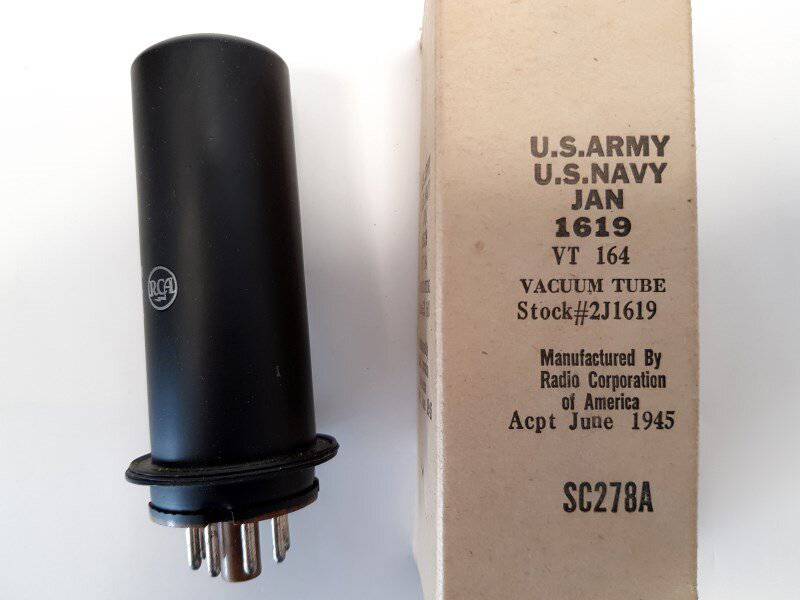 RCA
U.S.ARMY
U.S.NAVY
JAN
1619
VT 164
VACUUM TUBE
Stock#2J1619
Manufactured By
Radio Corporation
of America
Acpt June 1945
SC278A